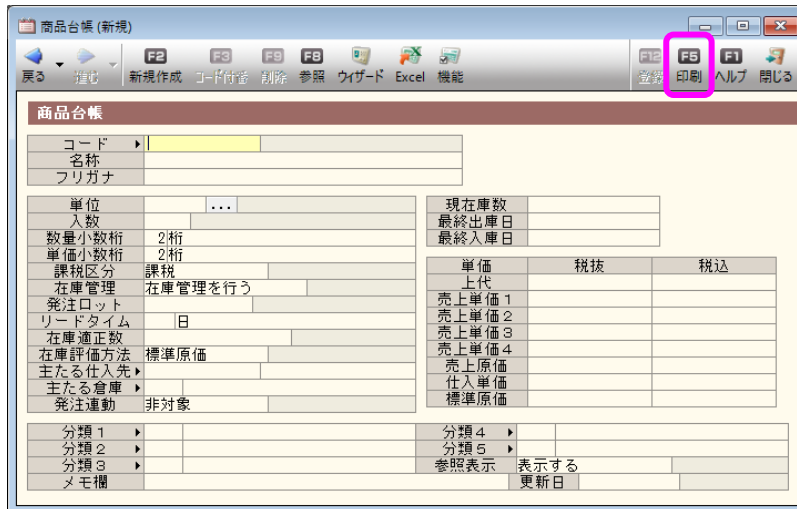 商品台帳 (新規)
F2 F3 F9 F8 F12 F5 F1
戻る 進む 新規作成 コード付番 削除 参照 ウィザード Excel 機能 登録 印刷 ヘルプ 閉じる
商品台帳
コード
名称
フリガナ
単位 ... 現在庫数
入数 最終出庫日
数量小数桁 2桁 最終入庫日
単価小数桁 2桁
課税区分 課税 単価 税抜 税込
在庫管理 在庫管理を行う 上代
発注ロット 売上単価1
リードタイム 日 売上単価2
在庫適正数 売上単価3
在庫評価方法 標準原価 売上単価4
主たる仕入先 売上原価
主たる倉庫 仕入単価
発注連動 非対象 標準原価
分類1 分類4
分類2 分類5
分類3 参照表示 表示する
メモ欄 更新日